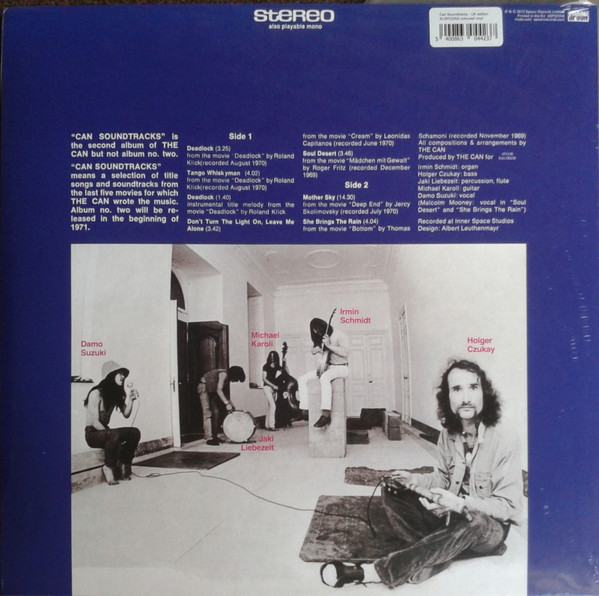 stereo
also playable mono
Can Soundtracks - UK edition
5 400863 044237
"CAN SOUNDTRACKS" is
the second album of THE
CAN but not album no. two.
"CAN SOUNDTRACKS"
means a selection of title
songs and soundtracks from
the last five movies for which
THE CAN wrote the music.
Album no. two will be re-
leased in the beginning of
1971.
Side 1
Deadlock (3.25)
from the movie "Deadlock" by Roland
Klick(recorded August 1970)
Tango Whiskyman (4.02)
from the movie "Deadlock" by Roland
Klick(recorded August 1970)
Deadlock (1.40)
instrumental title melody from the
movie "Deadlock" by Roland Klick
Don't Turn The Light On, Leave Me
Alone (3.42)
from the movie "Cream" by Leonidas
Capitanos (recorded June 1970)
Soul Desert (3.46)
from the movie "Mädchen mit Gewalt"
by Roger Fritz (recorded December
1969)
Side 2
Mother Sky (14.30)
from the movie "Deep End" by Jercy
Skolimovsky (recorded July 1970)
She Brings The Rain (4.04)
from the movie "Bottom" by Thomas
Schamoni (recorded November 1969)
All compositions & arrangements by
THE CAN
Produced by THE CAN for
Irmin Schmidt: organ
Holger Czukay: bass
Jaki Liebezeit: percussion, flute
Michael Karoli: guitar
Damo Suzuki: vocal
(Malcolm Mooney: vocal in "Soul
Desert" and "She Brings The Rain")
Recorded at Inner Space Studios
Design: Albert Leuthenmayr
Damo
Suzuki
Michael
Karoli
Irmin
Schmidt
Holger
Czukay
Jaki
Liebezeit